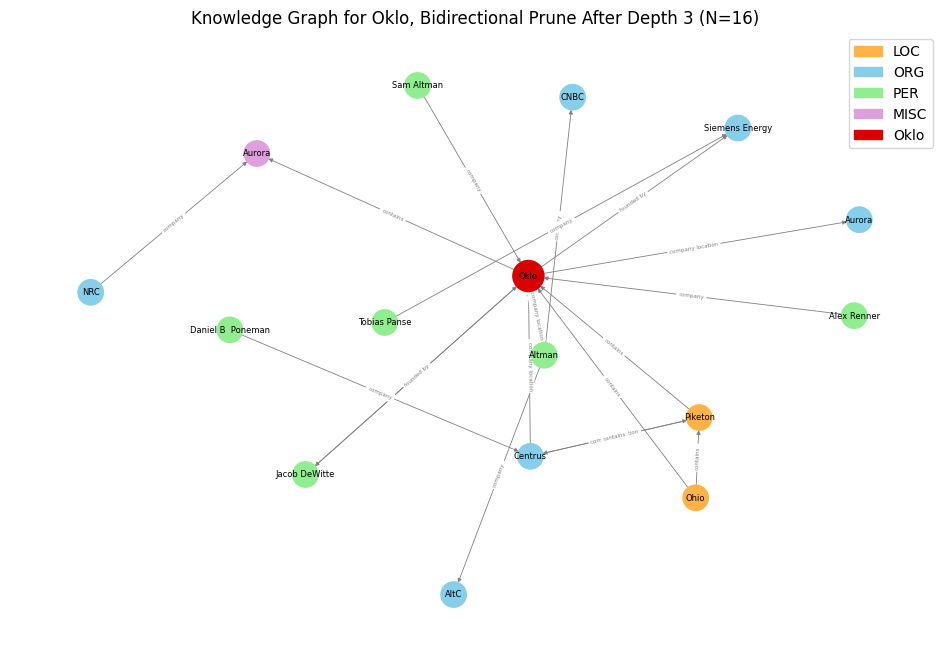 Knowledge Graph for Oklo, Bidirectional Prune After Depth 3 (N=16)
LOC
ORG
PER
MISC
Oklo
Sam Altman
CNBC
Siemens Energy
Aurora
company
founded by
company
contains
company
Aurora
company location
Oklo
NRC
company
Alex Renner
Tobias Panse
Daniel B Poneman
company location
contains
Altman
founded by
company location
contains
company
Piketon
contains
Centrus
contains
Jacob DeWitte
company
Ohio
AltC